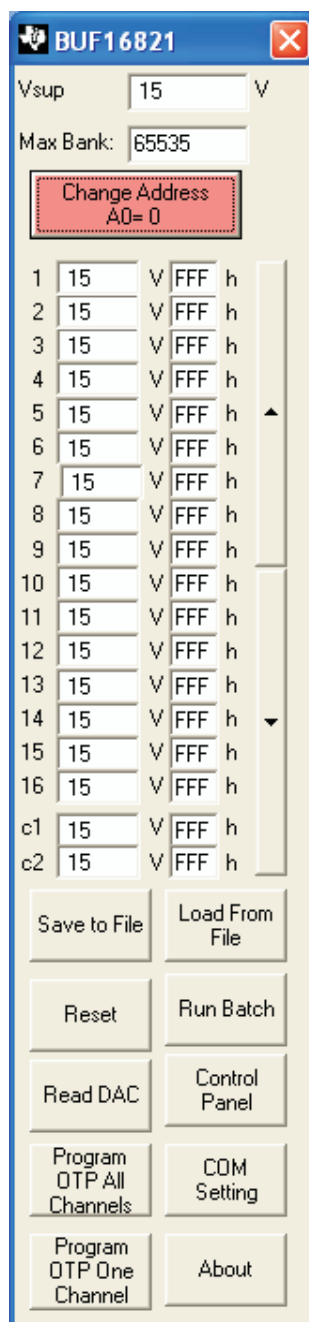 BUF16821
Vsup 15 V
Max Bank: 65535
Change Address
A0= 0
1 15 V FFF h
2 15 V FFF h
3 15 V FFF h
4 15 V FFF h
5 15 V FFF h
6 15 V FFF h
7 15 V FFF h
8 15 V FFF h
9 15 V FFF h
10 15 V FFF h
11 15 V FFF h
12 15 V FFF h
13 15 V FFF h
14 15 V FFF h
15 15 V FFF h
16 15 V FFF h
c1 15 V FFF h
c2 15 V FFF h
Save to File
Load From
File
Reset
Run Batch
Read DAC
Control
Panel
Program
OTP All
Channels
COM
Setting
Program
OTP One
Channel
About